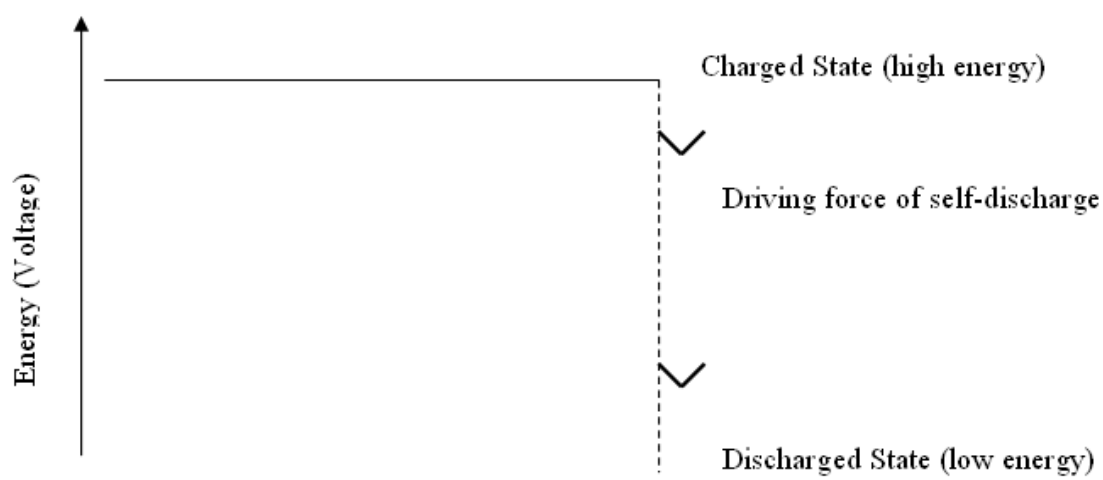 Charged State (high energy)
Driving force of self-discharge
Energy (Voltage)
Discharged State (low energy)